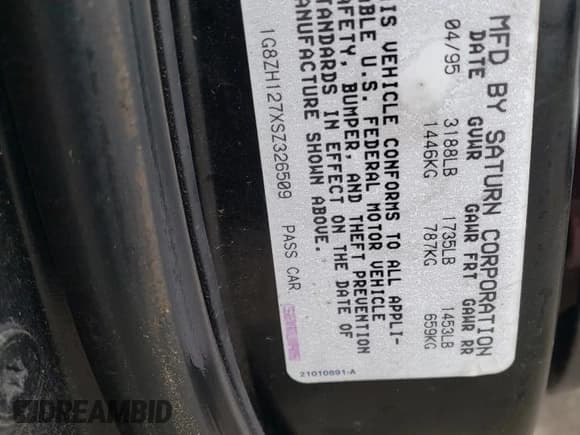 MFD BY SATURN CORPORATION
DATE GVWR GAWR FRT GAWR RR
04/95 3188LB 1735LB 1453LB
1446KG 787KG 659KG
THIS VEHICLE CONFORMS TO ALL APPLI-
ABLE U.S. FEDERAL MOTOR VEHICLE
SAFETY, BUMPER, AND THEFT PREVENTION
STANDARDS IN EFFECT ON THE DATE OF
MANUFACTURE SHOWN ABOVE.
1G8ZH127XSZ326509 PASS CAR
21010691-A
DREAMBID